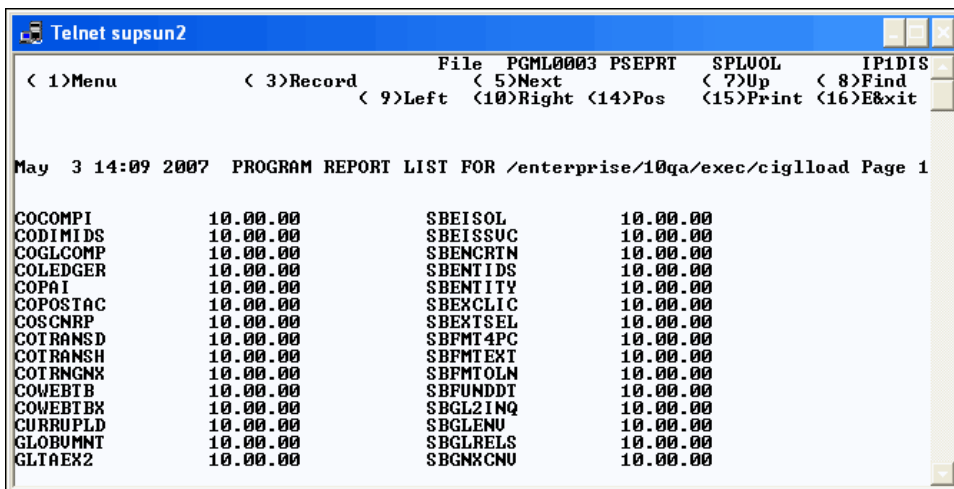 Telnet supsun2
File PGML0003 PSEPRT SPLVOL IP1DIS
( 1)Menu ( 3)Record ( 5)Next ( 7)Up ( 8)Find
( 9)Left (10)Right (14)Pos (15)Print (16)E&xit
May 3 14:09 2007 PROGRAM REPORT LIST FOR /enterprise/10qa/exec/ciglload Page 1
COCOMPI 10.00.00 SBEISOL 10.00.00
CODIMIDS 10.00.00 SBEISSVC 10.00.00
COGLCOMP 10.00.00 SBENCRTN 10.00.00
COLEDGER 10.00.00 SBENTIDS 10.00.00
COPAI 10.00.00 SBENTITY 10.00.00
COPOSTAC 10.00.00 SBEXCLIC 10.00.00
COSCNRP 10.00.00 SBEXTSEL 10.00.00
COTRANSD 10.00.00 SBFMT4PC 10.00.00
COTRANSH 10.00.00 SBFMTEXT 10.00.00
COTRNGNX 10.00.00 SBFMTOLN 10.00.00
COWEBTB 10.00.00 SBFUNDDT 10.00.00
COWEBTBX 10.00.00 SBGL2INQ 10.00.00
CURRUPLD 10.00.00 SBGLENV 10.00.00
GLOBVMNT 10.00.00 SBGLRELS 10.00.00
GLTAEX2 10.00.00 SBGNXCNV 10.00.00